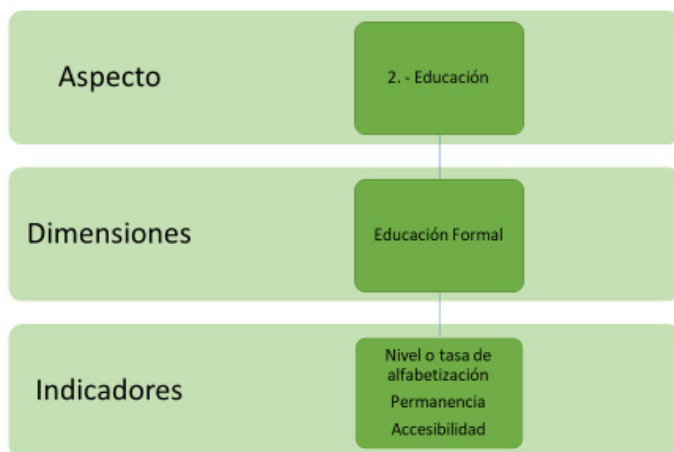 Aspecto
2. - Educación
Dimensiones
Educación Formal
Indicadores
Nivel o tasa de
alfabetización
Permanencia
Accesibilidad